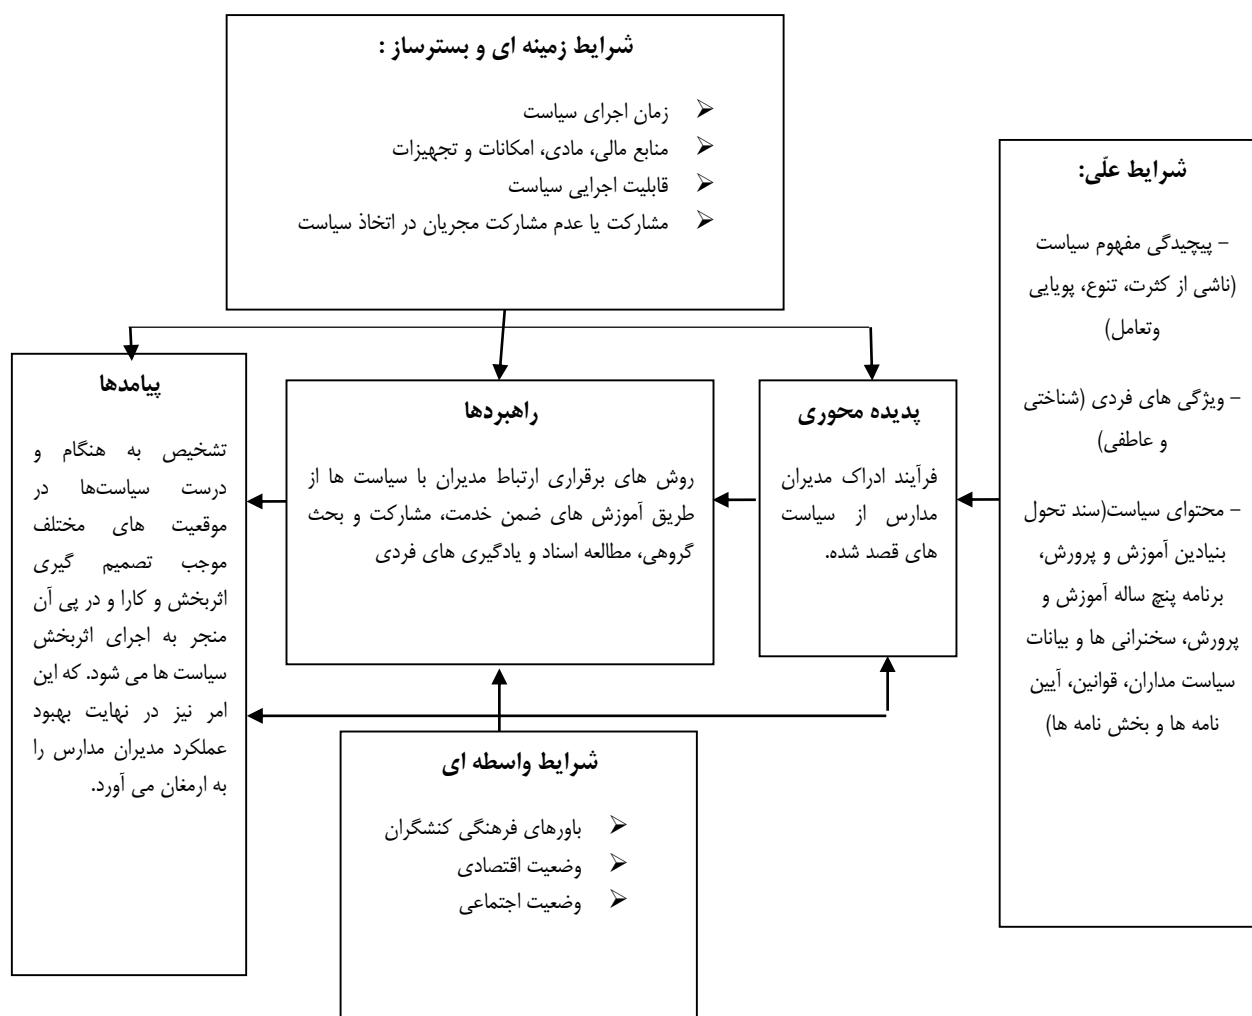 شرایط زمینه ای و بسترساز :
زمان اجرای سیاست
منابع مالی، مادی، امکانات و تجهیزات
قابلیت اجرایی سیاست
مشارکت یا عدم مشارکت مجریان در اتخاذ سیاست
شرایط علّی:
– پیچیدگی مفهوم سیاست
(ناشی از کثرت، تنوع، پویایی
وتعامل)
– ویژگی های فردی (شناختی
و عاطفی)
– محتوای سیاست(سند تحول
بنیادین آموزش و پرورش،
برنامه پنچ ساله آموزش و
پرورش، سخنرانی ها و بیانات
سیاست مداران، قوانین، آیین
نامه ها و بخش نامه ها)
پدیده محوری
فرآیند ادراک مدیران
مدارس از سیاست
های قصد شده.
راهبردها
روش های برقراری ارتباط مدیران با سیاست ها از
طریق آموزش های ضمن خدمت، مشارکت و بحث
گروهی، مطالعه اسناد و یادگیری های فردی
پیامدها
تشخیص به هنگام و
درست سیاست‌ها در
موقعیت های مختلف
موجب تصمیم گیری
اثربخش و کارا و در پی آن
منجر به اجرای اثربخش
سیاست ها می شود. که این
امر نیز در نهایت بهبود
عملکرد مدیران مدارس را
به ارمغان می آورد.
شرایط واسطه ای
باورهای فرهنگی کنشگران
وضعیت اقتصادی
وضعیت اجتماعی